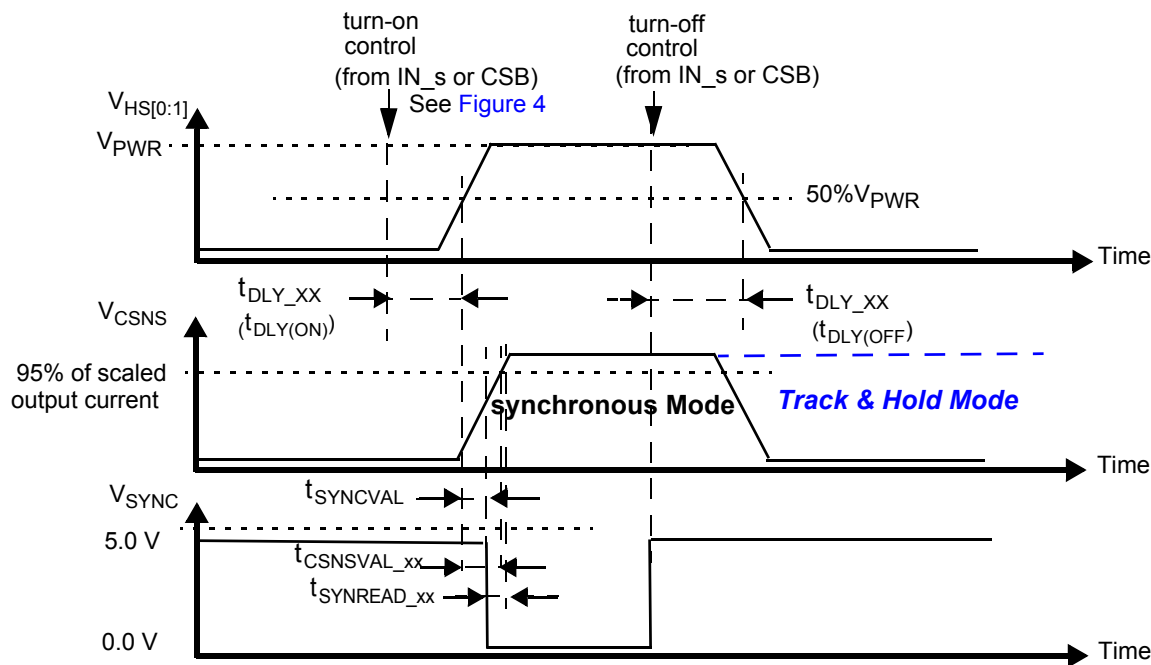 turn-on
control
(from IN_s or CSB)
See Figure 4
turn-off
control
(from IN_s or CSB)
VHS[0:1]
VPWR
50%VPWR
Time
tDLY_XX
(tDLY(ON))
tDLY_XX
(tDLY(OFF)
VCSNS
95% of scaled
output current
synchronous Mode
Track & Hold Mode
Time
VSYNC
tSYNCVAL
5.0 V
tCSNSVAL_xx
tSYNREAD_xx
0.0 V
Time